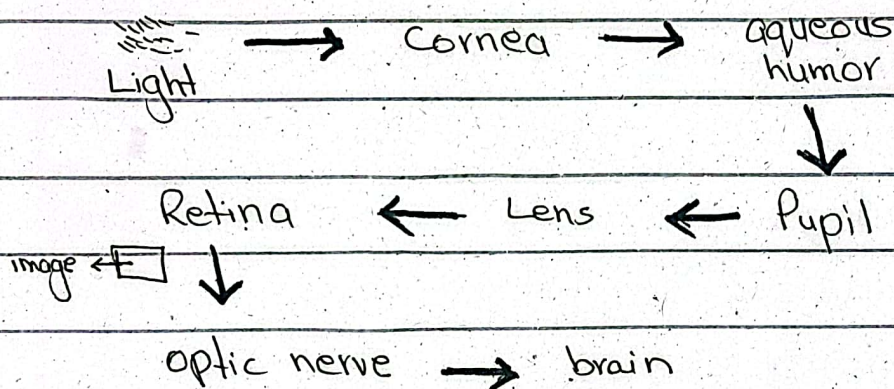 Light → Cornea → aqueous
humor
↓
Retina ← Lens ← Pupil
image ← ↓
optic nerve → brain